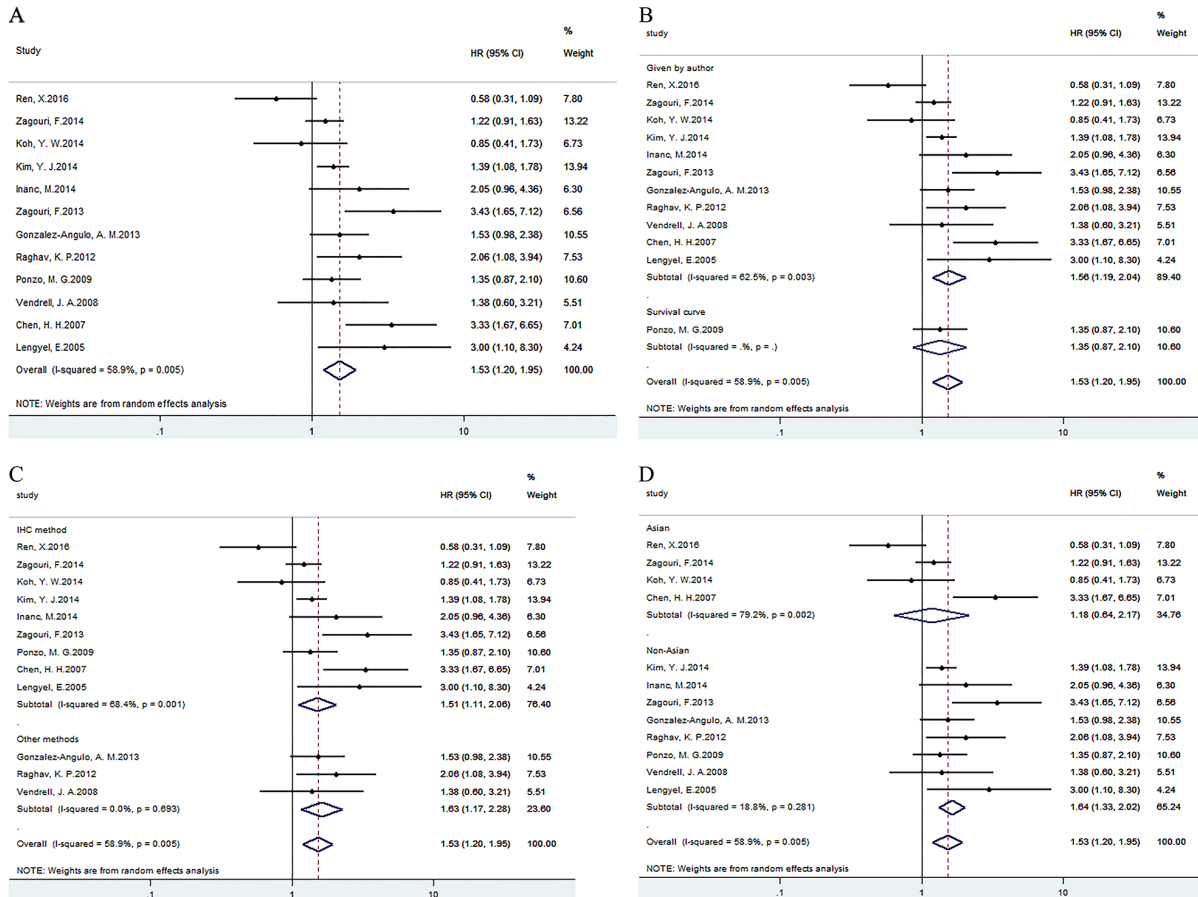 A
%
Study HR (95% CI) Weight
Ren, X.2016 0.58 (0.31, 1.09) 7.80
Zagouri, F.2014 1.22 (0.91, 1.63) 13.22
Koh, Y. W.2014 0.85 (0.41, 1.73) 6.73
Kim, Y. J.2014 1.39 (1.08, 1.78) 13.94
Inanc, M.2014 2.05 (0.96, 4.36) 6.30
Zagouri, F.2013 3.43 (1.65, 7.12) 6.56
Gonzalez-Angulo, A. M.2013 1.53 (0.98, 2.38) 10.55
Raghav, K. P.2012 2.06 (1.08, 3.94) 7.53
Ponzo, M. G.2009 1.35 (0.87, 2.10) 10.60
Vendrell, J. A.2008 1.38 (0.60, 3.21) 5.51
Chen, H. H.2007 3.33 (1.67, 6.65) 7.01
Lengyel, E.2005 3.00 (1.10, 8.30) 4.24
Overall (I-squared = 58.9%, p = 0.005) 1.53 (1.20, 1.95) 100.00
NOTE: Weights are from random effects analysis
.1 1 10
B
%
study HR (95% CI) Weight
Given by author
Ren, X.2016 0.58 (0.31, 1.09) 7.80
Zagouri, F.2014 1.22 (0.91, 1.63) 13.22
Koh, Y. W.2014 0.85 (0.41, 1.73) 6.73
Kim, Y. J.2014 1.39 (1.08, 1.78) 13.94
Inanc, M.2014 2.05 (0.96, 4.36) 6.30
Zagouri, F.2013 3.43 (1.65, 7.12) 6.56
Gonzalez-Angulo, A. M.2013 1.53 (0.98, 2.38) 10.55
Raghav, K. P.2012 2.06 (1.08, 3.94) 7.53
Vendrell, J. A.2008 1.38 (0.60, 3.21) 5.51
Chen, H. H.2007 3.33 (1.67, 6.65) 7.01
Lengyel, E.2005 3.00 (1.10, 8.30) 4.24
Subtotal (I-squared = 62.5%, p = 0.003) 1.56 (1.19, 2.04) 89.40
.
Survival curve
Ponzo, M. G.2009 1.35 (0.87, 2.10) 10.60
Subtotal (I-squared = .%, p = .) 1.35 (0.87, 2.10) 10.60
.
Overall (I-squared = 58.9%, p = 0.005) 1.53 (1.20, 1.95) 100.00
NOTE: Weights are from random effects analysis
.1 1 10
C
%
study HR (95% CI) Weight
IHC method
Ren, X.2016 0.58 (0.31, 1.09) 7.80
Zagouri, F.2014 1.22 (0.91, 1.63) 13.22
Koh, Y. W.2014 0.85 (0.41, 1.73) 6.73
Kim, Y. J.2014 1.39 (1.08, 1.78) 13.94
Inanc, M.2014 2.05 (0.96, 4.36) 6.30
Zagouri, F.2013 3.43 (1.65, 7.12) 6.56
Ponzo, M. G.2009 1.35 (0.87, 2.10) 10.60
Chen, H. H.2007 3.33 (1.67, 6.65) 7.01
Lengyel, E.2005 3.00 (1.10, 8.30) 4.24
Subtotal (I-squared = 68.4%, p = 0.001) 1.51 (1.11, 2.06) 76.40
.
Other methods
Gonzalez-Angulo, A. M.2013 1.53 (0.98, 2.38) 10.55
Raghav, K. P.2012 2.06 (1.08, 3.94) 7.53
Vendrell, J. A.2008 1.38 (0.60, 3.21) 5.51
Subtotal (I-squared = 0.0%, p = 0.693) 1.63 (1.17, 2.28) 23.60
.
Overall (I-squared = 58.9%, p = 0.005) 1.53 (1.20, 1.95) 100.00
NOTE: Weights are from random effects analysis
.1 1 10
D
%
study HR (95% CI) Weight
Asian
Ren, X.2016 0.58 (0.31, 1.09) 7.80
Zagouri, F.2014 1.22 (0.91, 1.63) 13.22
Koh, Y. W.2014 0.85 (0.41, 1.73) 6.73
Chen, H. H.2007 3.33 (1.67, 6.65) 7.01
Subtotal (I-squared = 79.2%, p = 0.002) 1.18 (0.64, 2.17) 34.76
.
Non-Asian
Kim, Y. J.2014 1.39 (1.08, 1.78) 13.94
Inanc, M.2014 2.05 (0.96, 4.36) 6.30
Zagouri, F.2013 3.43 (1.65, 7.12) 6.56
Gonzalez-Angulo, A. M.2013 1.53 (0.98, 2.38) 10.55
Raghav, K. P.2012 2.06 (1.08, 3.94) 7.53
Ponzo, M. G.2009 1.35 (0.87, 2.10) 10.60
Vendrell, J. A.2008 1.38 (0.60, 3.21) 5.51
Lengyel, E.2005 3.00 (1.10, 8.30) 4.24
Subtotal (I-squared = 18.8%, p = 0.281) 1.64 (1.33, 2.02) 65.24
.
Overall (I-squared = 58.9%, p = 0.005) 1.53 (1.20, 1.95) 100.00
NOTE: Weights are from random effects analysis
.1 1 10